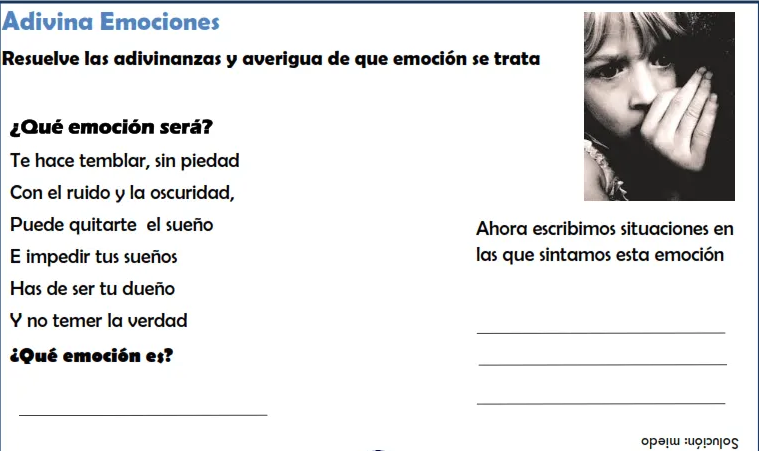 Adivina Emociones
Resuelve las adivinanzas y averigua de que emoción se trata
¿Qué emoción será?
Te hace temblar, sin piedad
Con el ruido y la oscuridad,
Puede quitarte el sueño
E impedir tus sueños
Has de ser tu dueño
Y no temer la verdad
¿Qué emoción es?
Ahora escribimos situaciones en
las que sintamos esta emoción
Solución: miedo